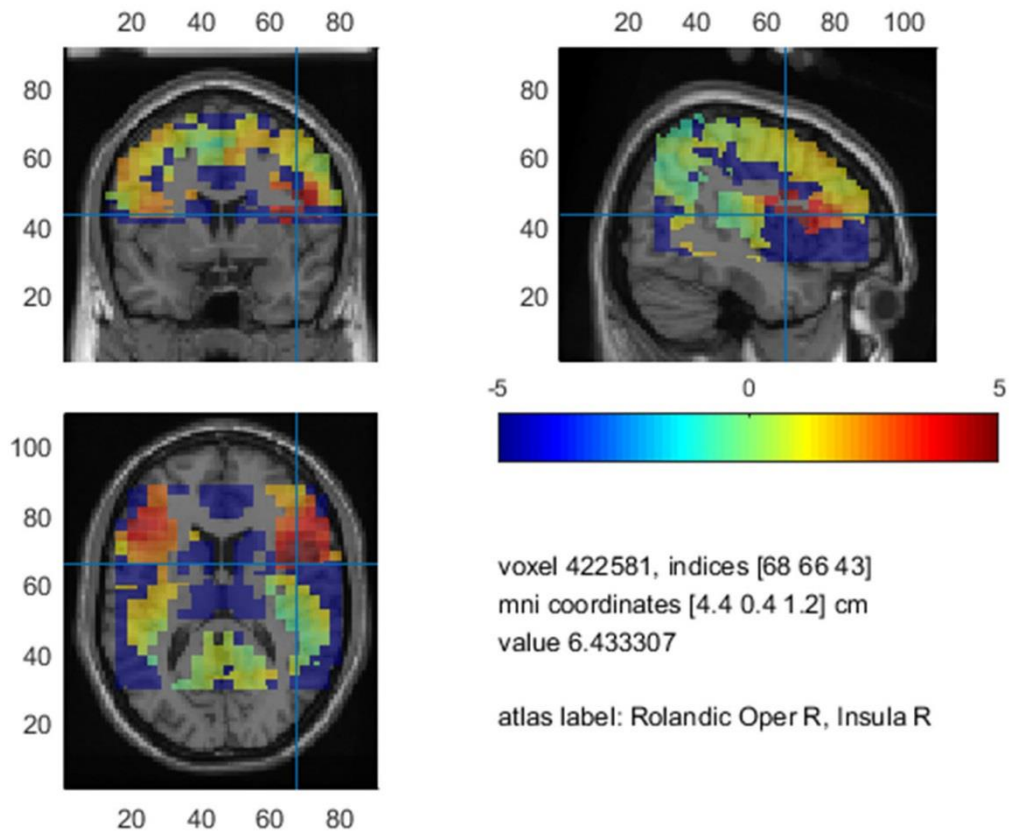 20 40 60 80
20 40 60 80 100
80
60
40
20
80
60
40
20
-5 0 5
100
80
60
40
20
20 40 60 80
voxel 422581, indices [68 66 43]
mni coordinates [4.4 0.4 1.2] cm
value 6.433307
atlas label: Rolandic Oper R, Insula R